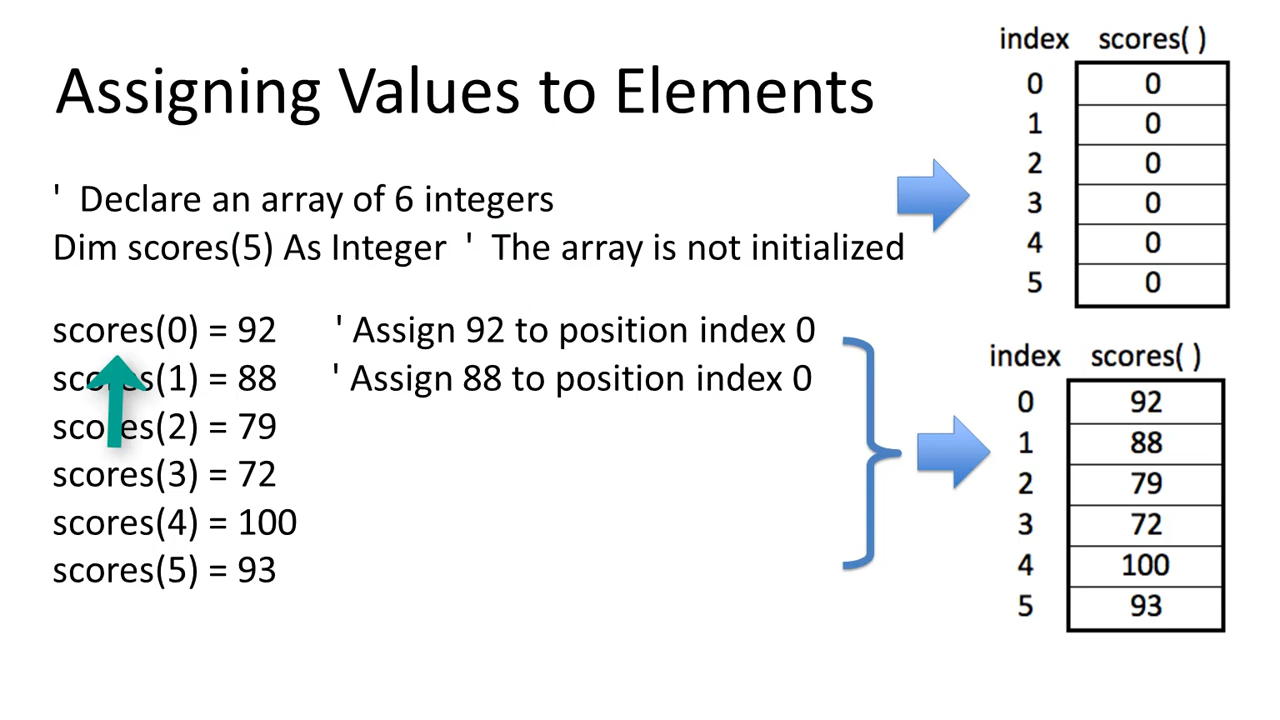 Assigning Values to Elements
' Declare an array of 6 integers
Dim scores(5) As Integer ' The array is not initialized
scores(0) = 92 ' Assign 92 to position index 0
scores(1) = 88 ' Assign 88 to position index 0
scores(2) = 79
scores(3) = 72
scores(4) = 100
scores(5) = 93
index scores( )
0 0
1 0
2 0
3 0
4 0
5 0
index scores( )
0 92
1 88
2 79
3 72
4 100
5 93